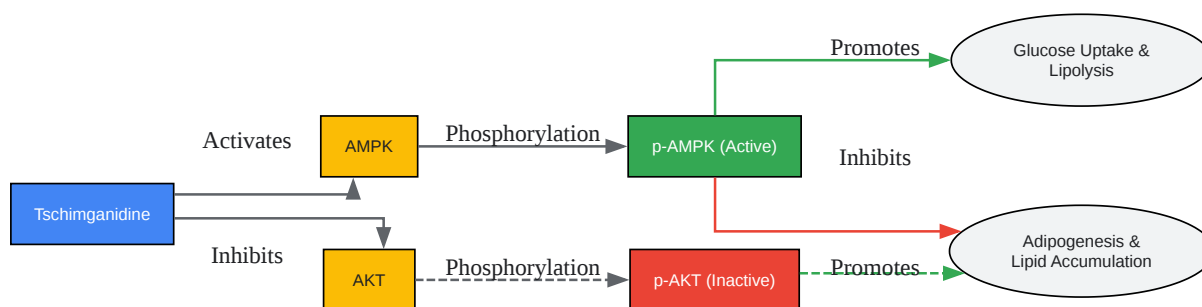 Promotes
Glucose Uptake &
Lipolysis
Activates
AMPK
Phosphorylation
p-AMPK (Active)
Inhibits
Tschimganidine
Inhibits
AKT
Phosphorylation
p-AKT (Inactive)
Promotes
Adipogenesis &
Lipid Accumulation